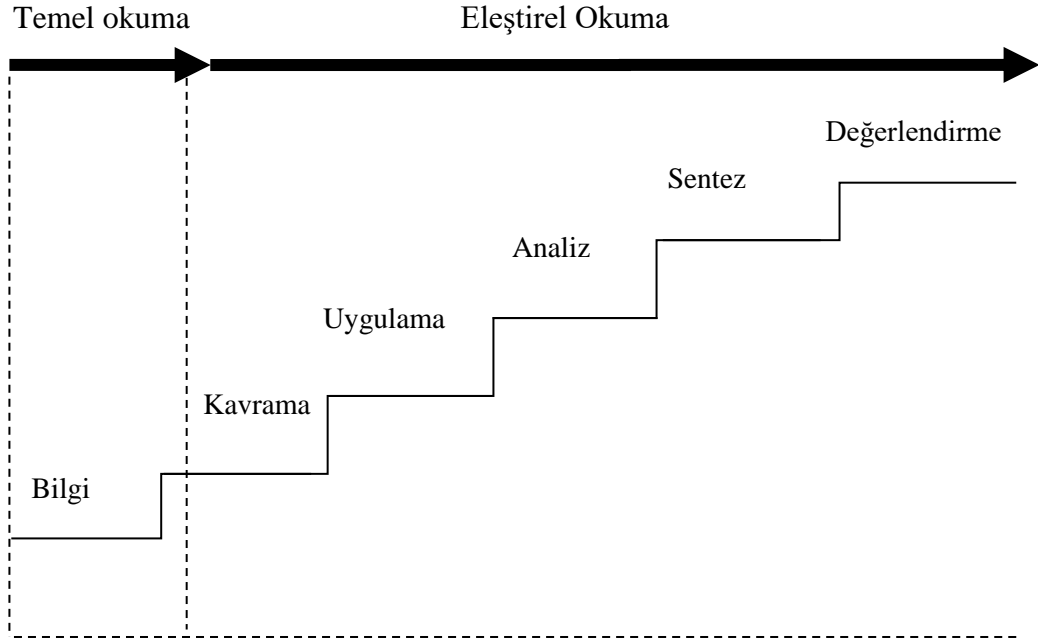 Temel okuma
Eleştirel Okuma
Değerlendirme
Sentez
Analiz
Uygulama
Kavrama
Bilgi